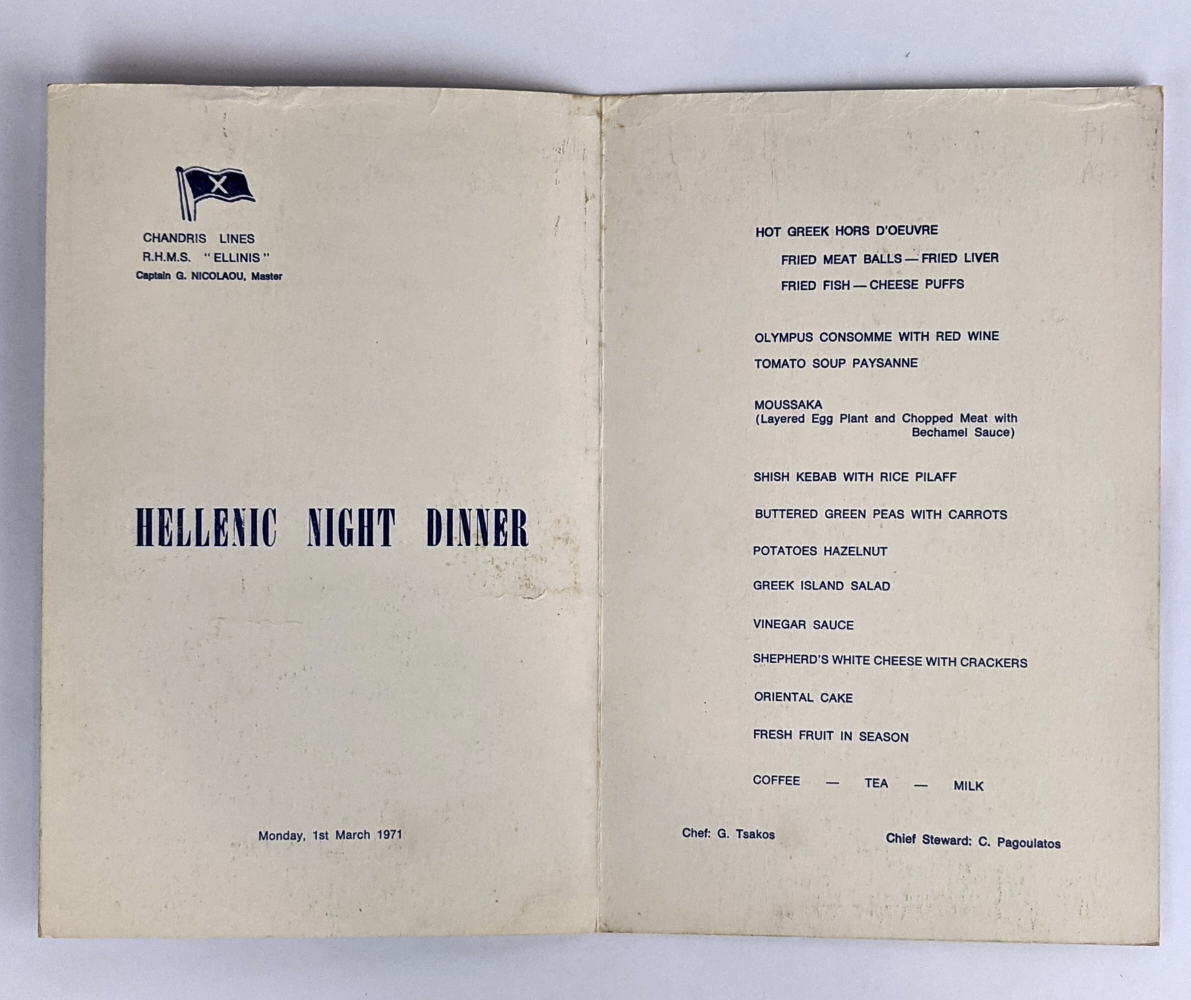 CHANDRIS LINES
R.H.M.S. "ELLINIS"
Captain G. NICOLAOU, Master
HELLENIC NIGHT DINNER
Monday, 1st March 1971
HOT GREEK HORS D'OEUVRE
FRIED MEAT BALLS — FRIED LIVER
FRIED FISH — CHEESE PUFFS
OLYMPUS CONSOMME WITH RED WINE
TOMATO SOUP PAYSANNE
MOUSSAKA
(Layered Egg Plant and Chopped Meat with
Bechamel Sauce)
SHISH KEBAB WITH RICE PILAFF
BUTTERED GREEN PEAS WITH CARROTS
POTATOES HAZELNUT
GREEK ISLAND SALAD
VINEGAR SAUCE
SHEPHERD'S WHITE CHEESE WITH CRACKERS
ORIENTAL CAKE
FRESH FRUIT IN SEASON
COFFEE — TEA — MILK
Chef: G. Tsakos
Chief Steward: C. Pagoulatos